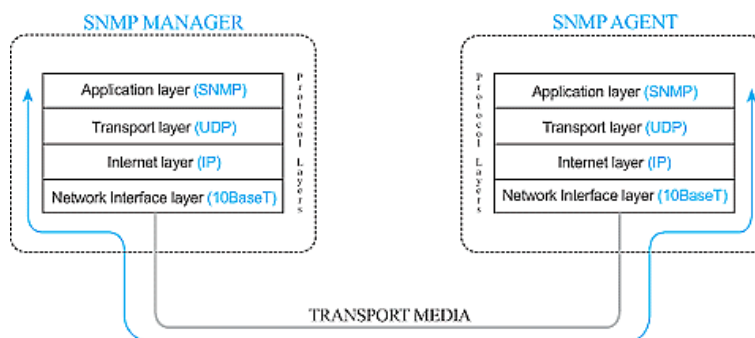 SNMP MANAGER
Application layer (SNMP)
Transport layer (UDP)
Internet layer (IP)
Network Interface layer (10BaseT)
Protocol Layers
SNMP AGENT
Protocol Layers
Application layer (SNMP)
Transport layer (UDP)
Internet layer (IP)
Network Interface layer (10BaseT)
TRANSPORT MEDIA